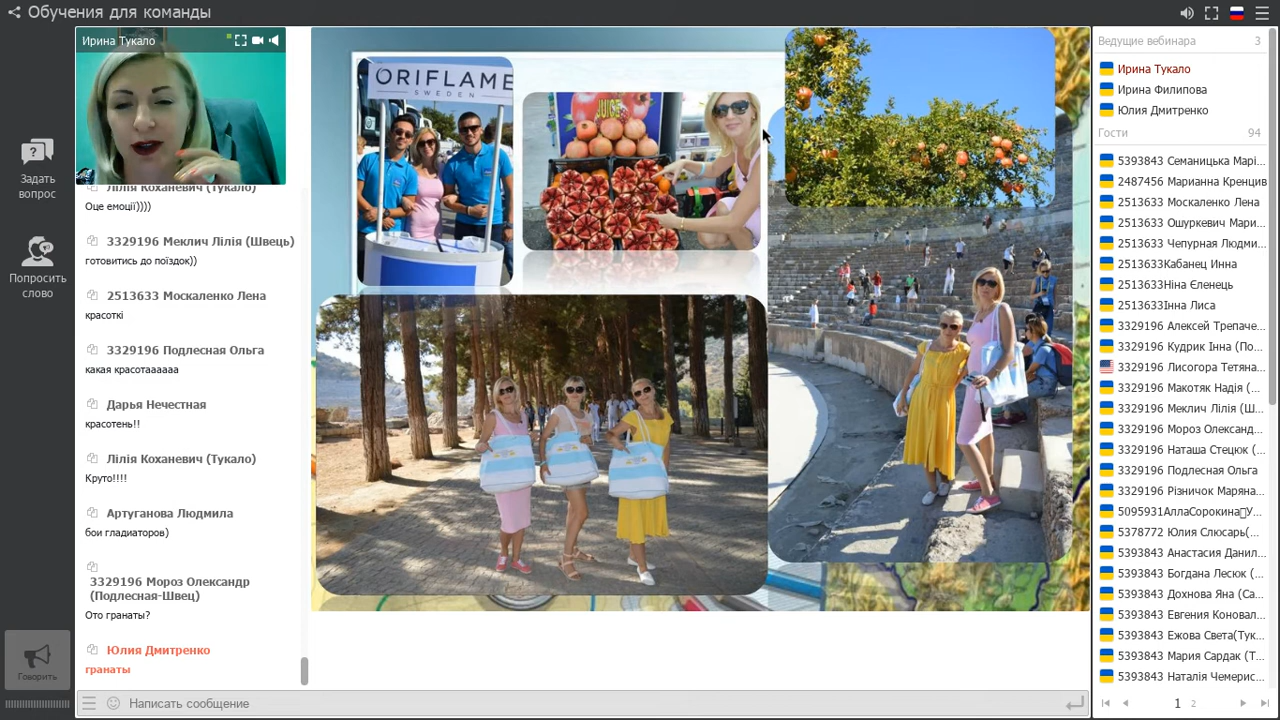 Обучения для команды
Ирина Тукало
Задать
вопрос
Попросить
слово
Говорить
Лілія Коханевич (Тукало)
Оце емоції))))
3329196 Меклич Лілія (Швець)
готовитись до поїздок))
2513633 Москаленко Лена
красоткі
3329196 Подлесная Ольга
какая красотаааааа
Дарья Нечестная
красотень!!
Лілія Коханевич (Тукало)
Круто!!!!
Артуганова Людмила
бои гладиаторов)
3329196 Мороз Олександр
(Подлесная-Швец)
Ото гранаты?
Юлия Дмитренко
гранаты
Написать сообщение
ORIFLAME
SWEDEN
JUICE
Ведущие вебинара 3
Ирина Тукало
Ирина Филипова
Юлия Дмитренко
Гости 94
5393843 Семаницька Марі...
2487456 Марианна Кренцив
2513633 Москаленко Лена
2513633 Ошуркевич Мари...
2513633 Чепурная Людми...
2513633Кабанец Инна
2513633Ніна Єленець
2513633Інна Лиса
3329196 Алексей Трепаче...
3329196 Кудрик Інна (По...
3329196 Лисогора Тетяна...
3329196 Макотяк Надія (...
3329196 Меклич Лілія (Ш...
3329196 Мороз Олександ...
3329196 Наташа Стецюк (...
3329196 Подлесная Ольга
3329196 Різничок Маряна...
5095931АллаСорокина▯У...
5378772 Юлия Слюсарь(...
5393843 Анастасия Данил...
5393843 Богдана Лесюк (...
5393843 Дохнова Яна (Са...
5393843 Евгения Коновал...
5393843 Ежова Света(Тук...
5393843 Мария Сардак (Т...
5393843 Наталія Чемерис...
1 2